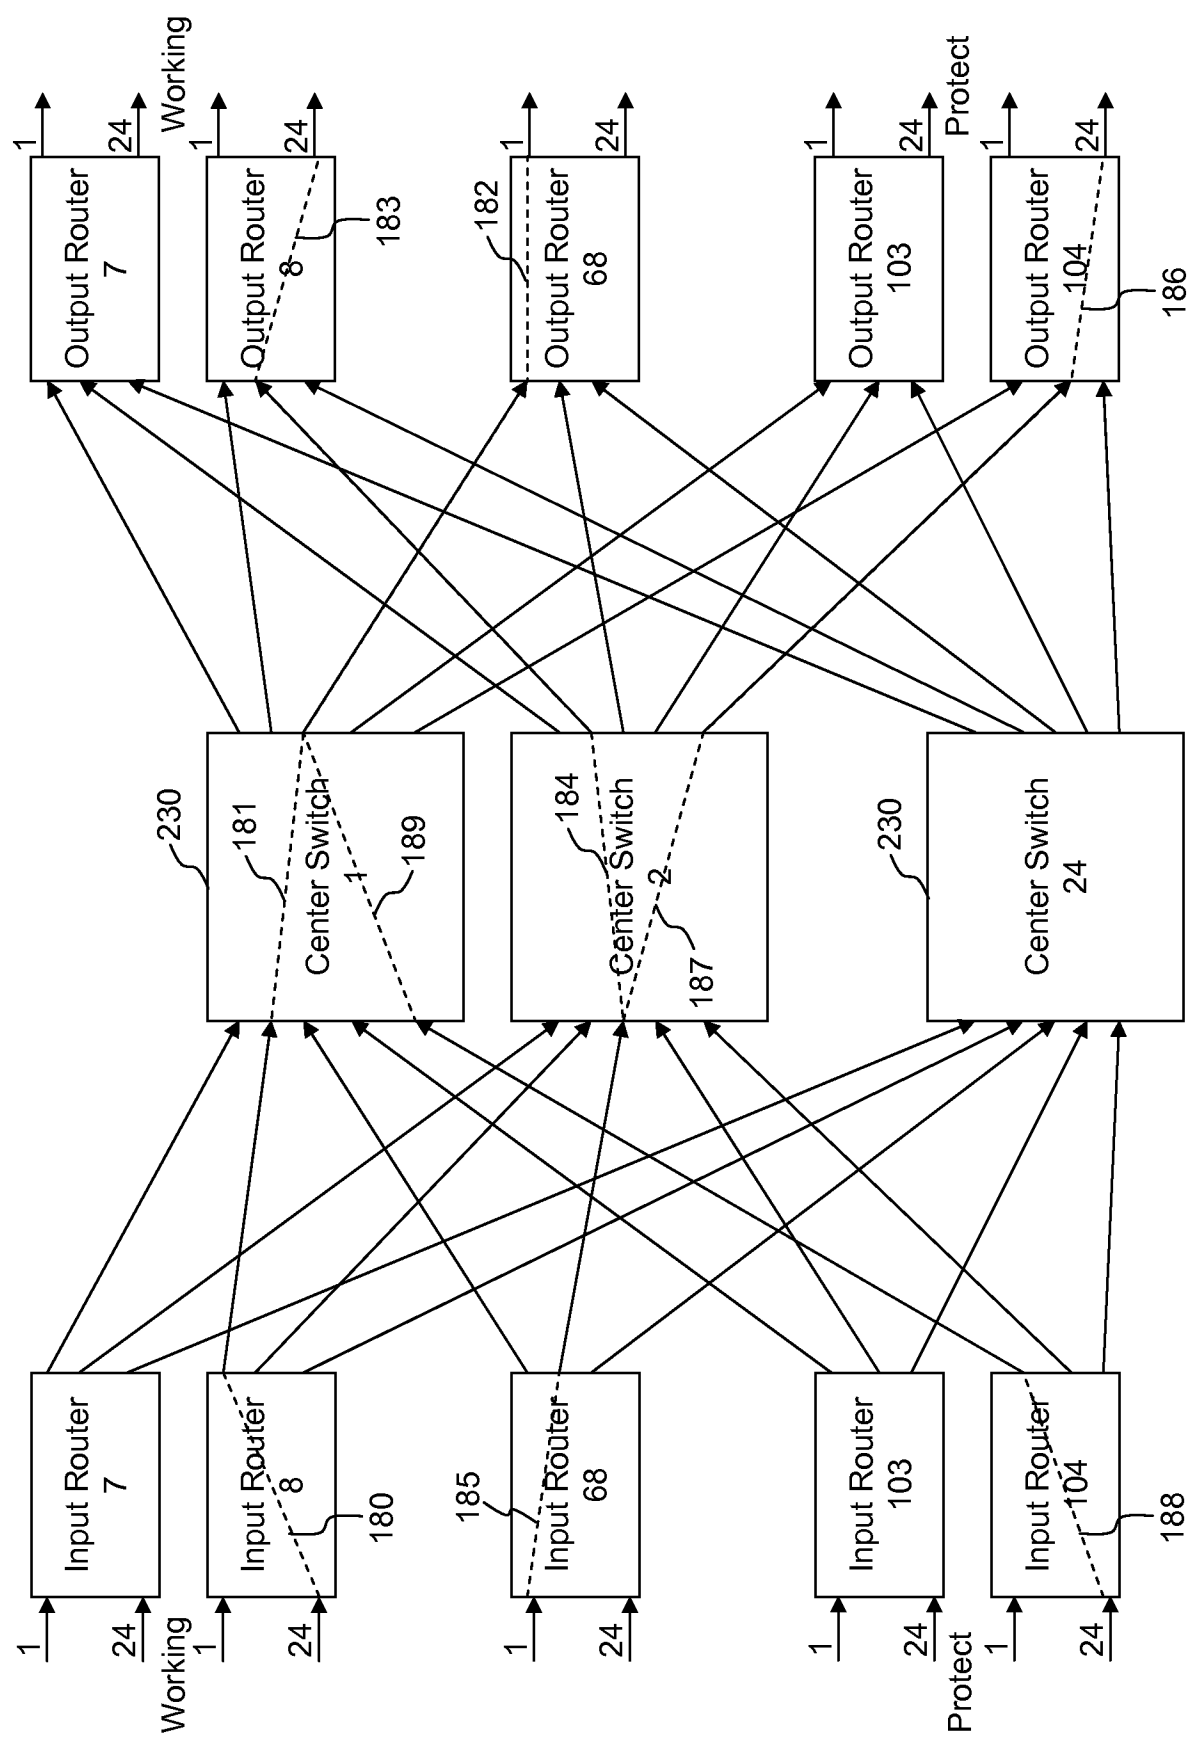 1
24
Working
1
24
1
24
Protect
1
24
1
24
Output Router
7
Output Router
8
183
182
Output Router
68
Output Router
103
Output Router
104
186
230
181
Center Switch
1
189
184
Center Switch
2
187
230
Center Switch
24
Input Router
7
Input Router
8
180
185
Input Router
68
Input Router
103
Input Router
104
188
1
24
Working
1
24
1
24
1
24
Protect
1
24